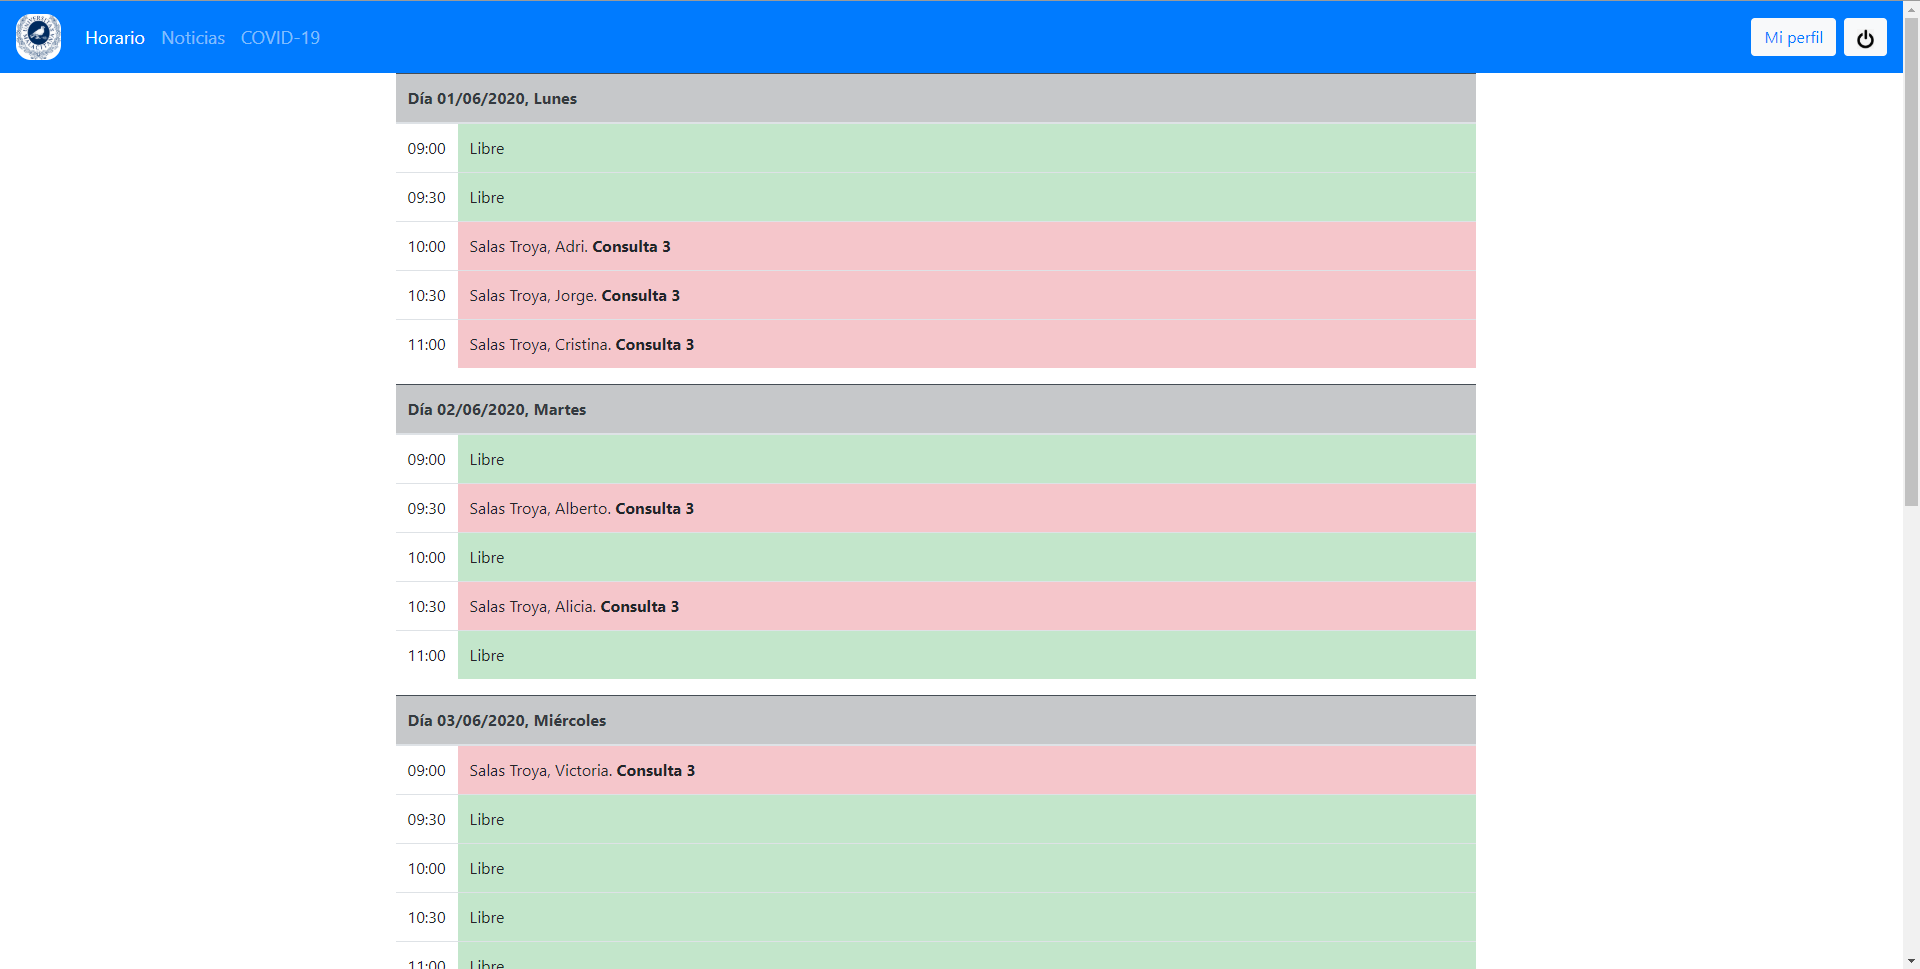 Horario Noticias COVID-19 Mi perfil
Día 01/06/2020, Lunes
09:00 Libre
09:30 Libre
10:00 Salas Troya, Adri. Consulta 3
10:30 Salas Troya, Jorge. Consulta 3
11:00 Salas Troya, Cristina. Consulta 3
Día 02/06/2020, Martes
09:00 Libre
09:30 Salas Troya, Alberto. Consulta 3
10:00 Libre
10:30 Salas Troya, Alicia. Consulta 3
11:00 Libre
Día 03/06/2020, Miércoles
09:00 Salas Troya, Victoria. Consulta 3
09:30 Libre
10:00 Libre
10:30 Libre
11:00 Libre